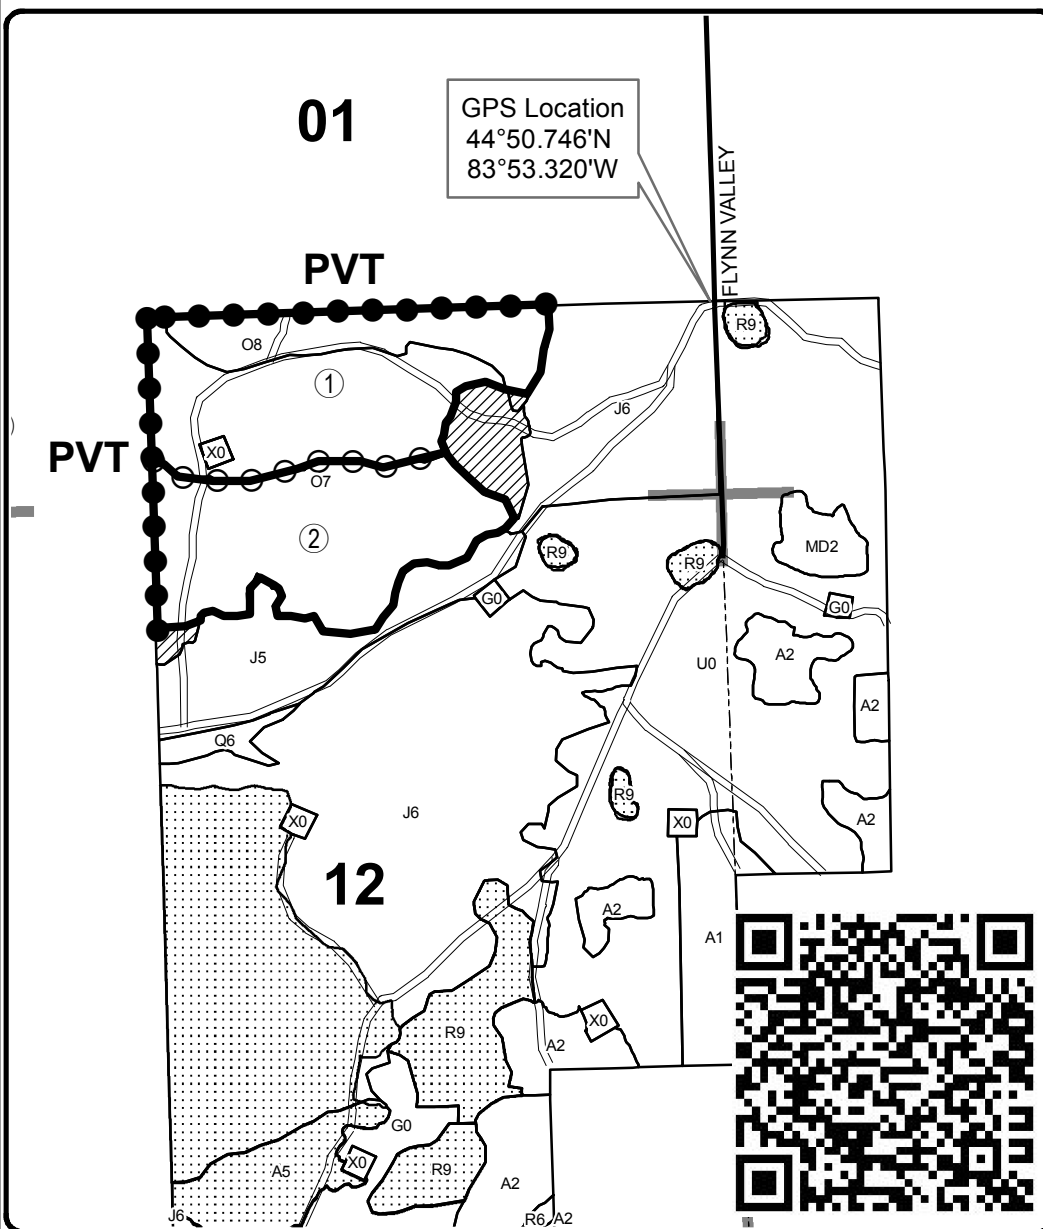 01
GPS Location
44°50.746'N
83°53.320'W
FLYNN VALLEY
PVT
R9
O8
1
J6
PVT
X0
O7
2
MD2
R9
R9
G0
G0
J5
A2
U0
A2
Q6
R9
J6
A2
X0
X0
12
A2
A1
X0
R9
A2
G0
X0
R9
A5
A2
J6
R6
A2